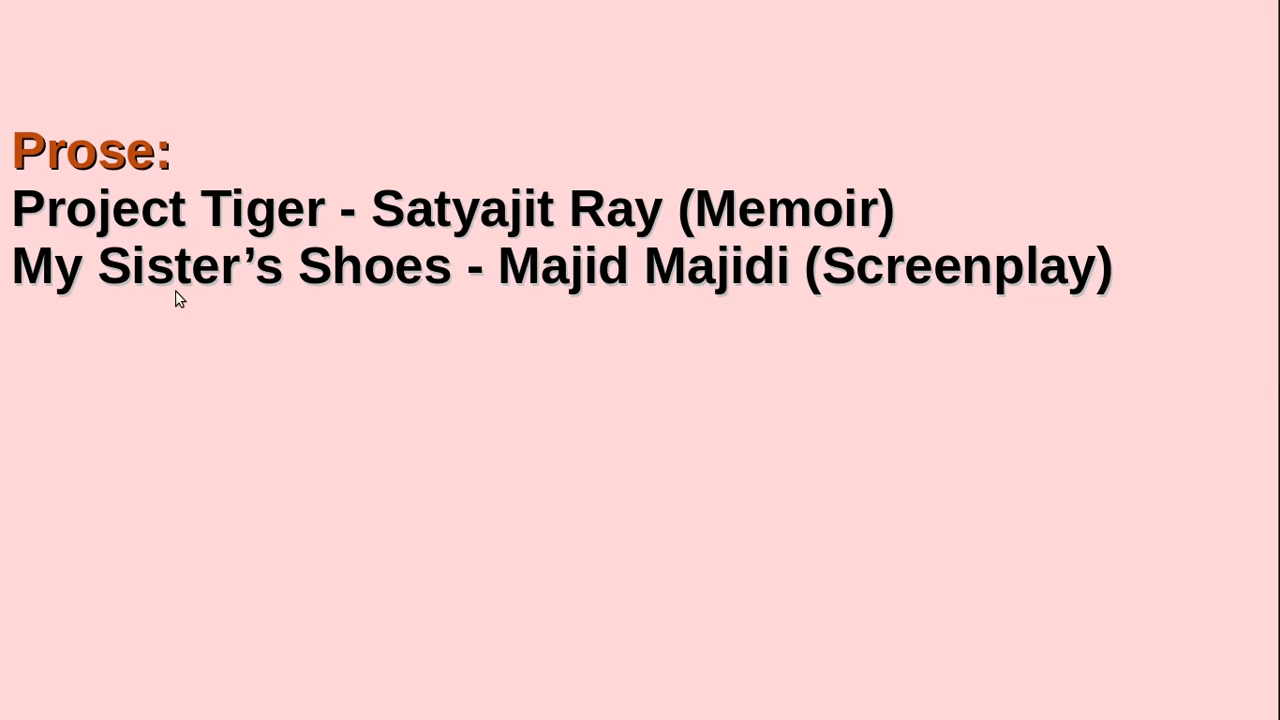 Prose:
Project Tiger - Satyajit Ray (Memoir)
My Sister’s Shoes - Majid Majidi (Screenplay)